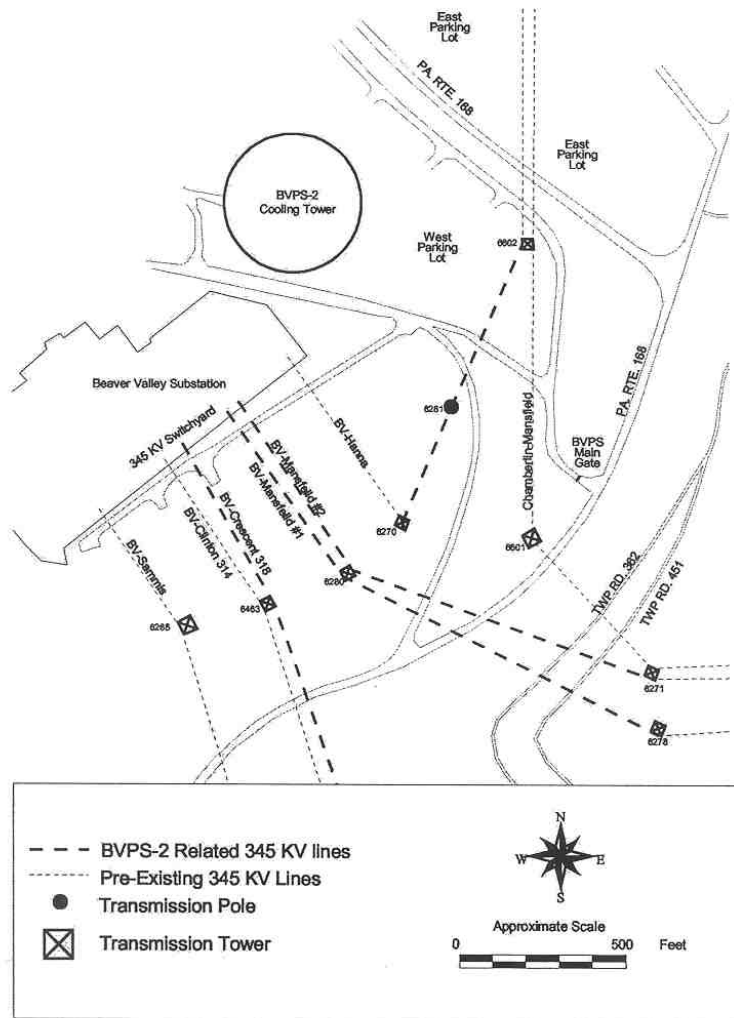 East
Parking
Lot
PA. RTE. 168
East
Parking
Lot
BVPS-2
Cooling Tower
West
Parking
Lot
6602
PA. RTE. 168
Beaver Valley Substation
345 KV Switchyard
BV-Hanna
6281
Chamberlin-Mansfield
BVPS
Main
Gate
BV-Mansfeild #2
BV-Mansfeild #1
BV-Crescent 318
BV-Clinton 314
BV-Sammis
6270
6601
6280
6463
6265
TWP RD. 362
TWP RD. 451
6271
6278
BVPS-2 Related 345 KV lines
Pre-Existing 345 KV Lines
Transmission Pole
Transmission Tower
N
W
E
S
Approximate Scale
0 500 Feet